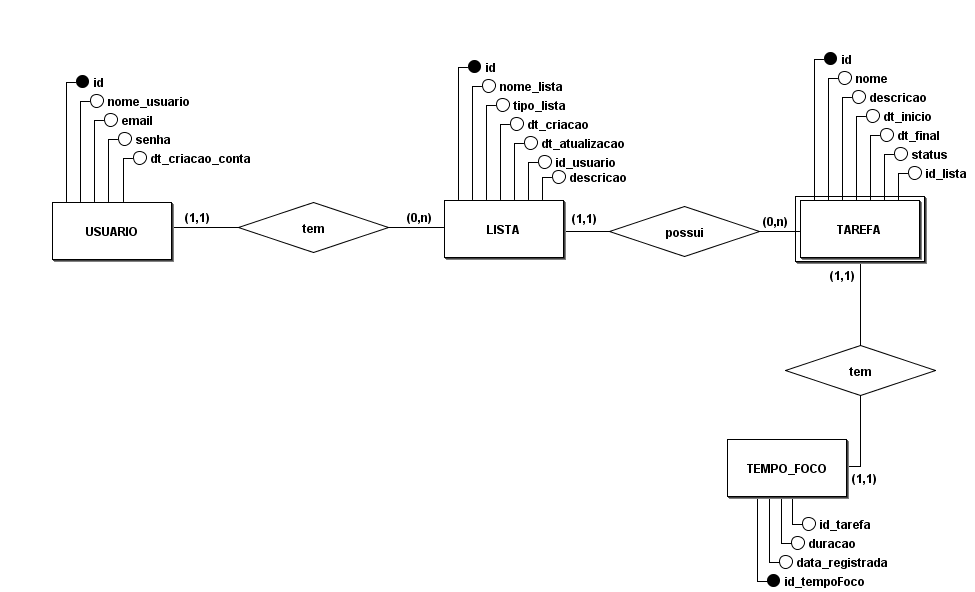 id
nome_usuario
email
senha
dt_criacao_conta
USUARIO
(1,1)
tem
(0,n)
id
nome_lista
tipo_lista
dt_criacao
dt_atualizacao
id_usuario
descricao
LISTA
(1,1)
possui
(0,n)
id
nome
descricao
dt_inicio
dt_final
status
id_lista
TAREFA
(1,1)
tem
(1,1)
TEMPO_FOCO
id_tarefa
duracao
data_registrada
id_tempoFoco